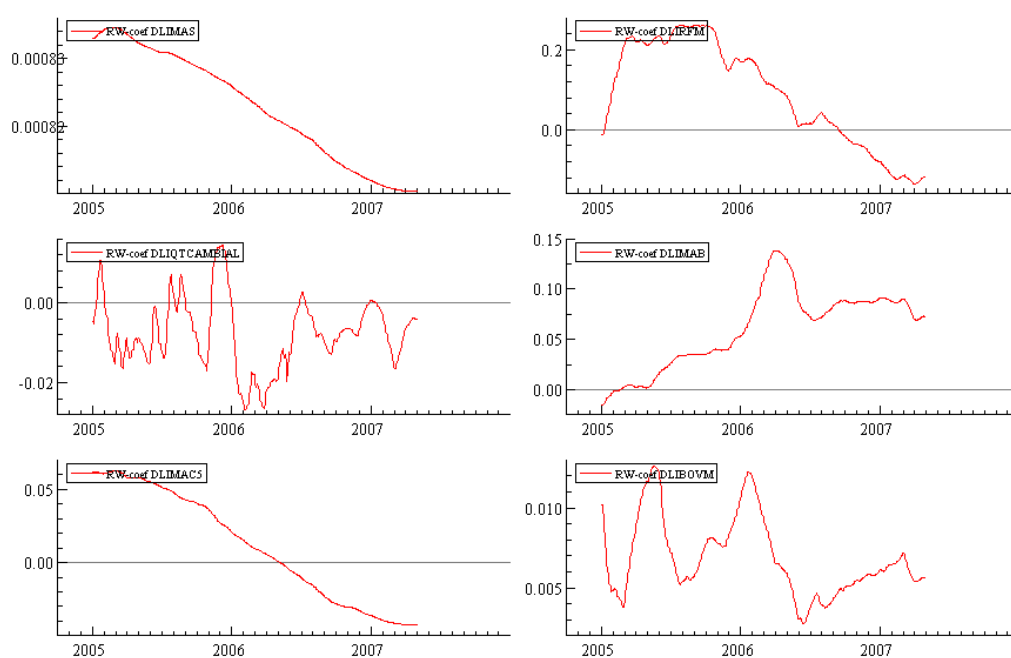 RW-coef DLIMAS
0.00083
0.00082
2005 2006 2007
RW-coef DLIRFM
0.2
0.0
2005 2006 2007
RW-coef DLIQTCAMBIAL
0.00
-0.02
2005 2006 2007
RW-coef DLIMAB
0.15
0.10
0.05
0.00
2005 2006 2007
RW-coef DLIMAC5
0.05
0.00
2005 2006 2007
RW-coef DLIBOVM
0.010
0.005
2005 2006 2007